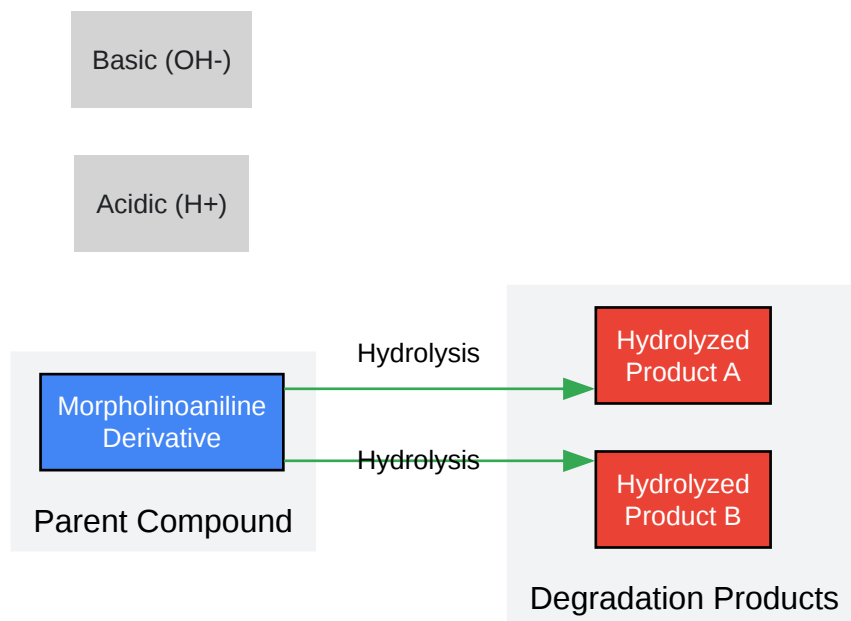 Basic (OH-)
Acidic (H+)
Hydrolysis
Hydrolyzed
Product A
Morpholinoaniline
Derivative
Hydrolysis
Hydrolyzed
Product B
Parent Compound
Degradation Products